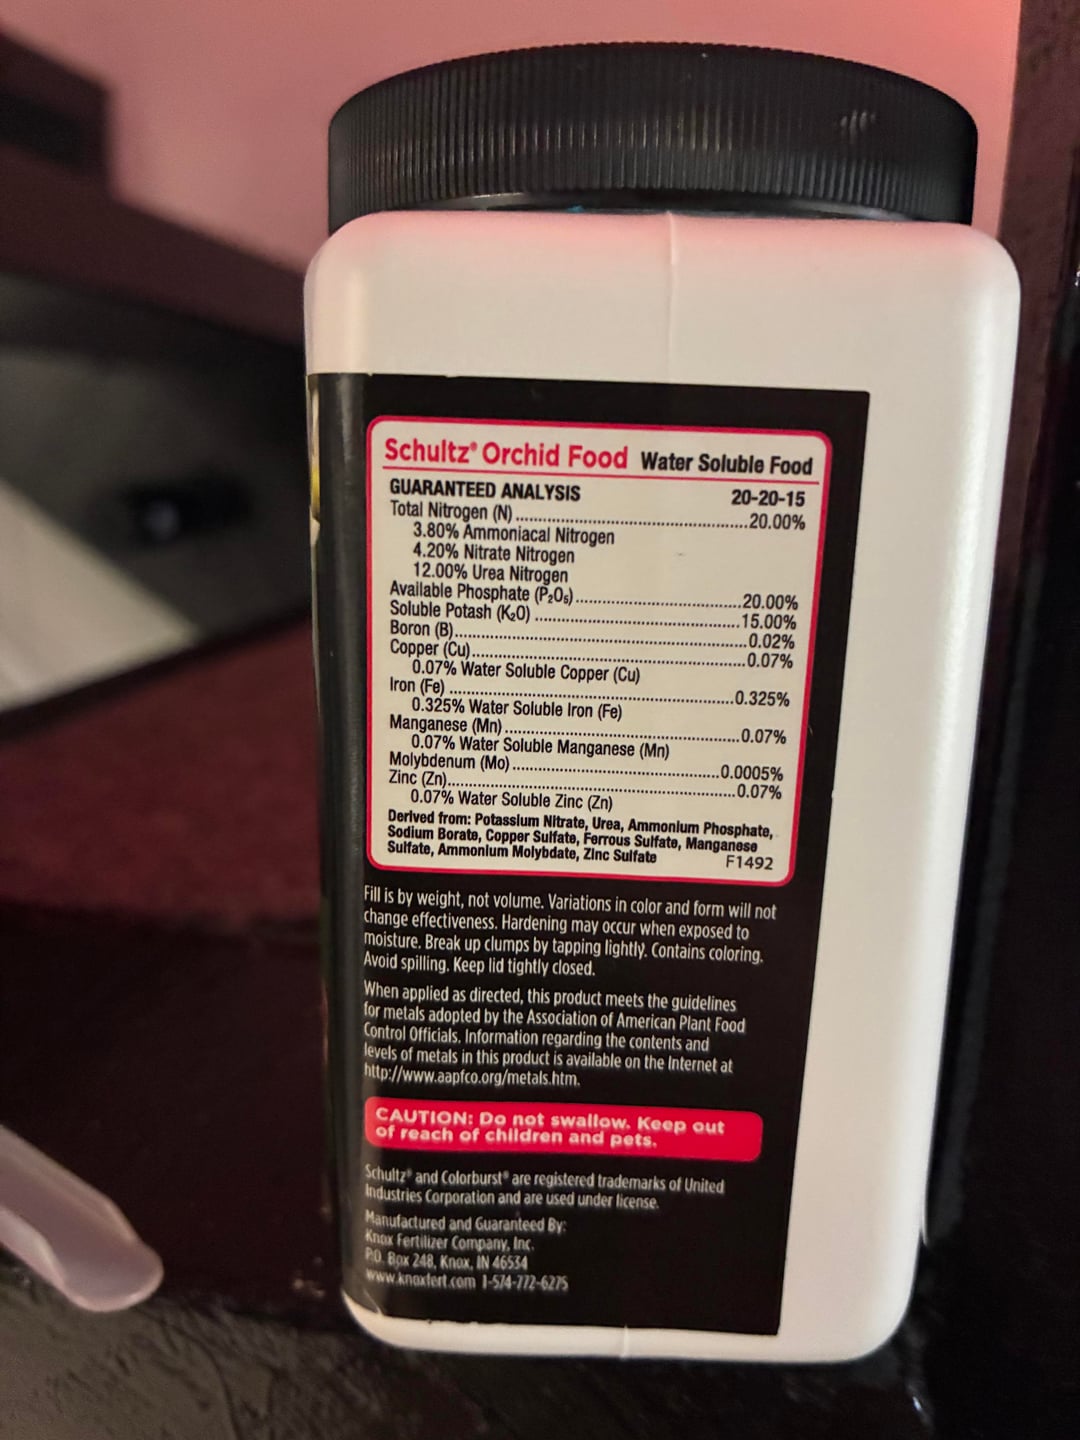 Schultz® Orchid Food Water Soluble Food
GUARANTEED ANALYSIS 20-20-15
Total Nitrogen (N) ........................................20.00%
3.80% Ammoniacal Nitrogen
4.20% Nitrate Nitrogen
12.00% Urea Nitrogen
Available Phosphate (P₂O₅) ............................20.00%
Soluble Potash (K₂O) ...................................15.00%
Boron (B)..................................................0.02%
Copper (Cu)...............................................0.07%
0.07% Water Soluble Copper (Cu)
Iron (Fe) ..................................................0.325%
0.325% Water Soluble Iron (Fe)
Manganese (Mn) ........................................0.07%
0.07% Water Soluble Manganese (Mn)
Molybdenum (Mo) ....................................0.0005%
Zinc (Zn)..................................................0.07%
0.07% Water Soluble Zinc (Zn)
Derived from: Potassium Nitrate, Urea, Ammonium Phosphate,
Sodium Borate, Copper Sulfate, Ferrous Sulfate, Manganese
Sulfate, Ammonium Molybdate, Zinc Sulfate F1492
Fill is by weight, not volume. Variations in color and form will not
change effectiveness. Hardening may occur when exposed to
moisture. Break up clumps by tapping lightly. Contains coloring.
Avoid spilling. Keep lid tightly closed.
When applied as directed, this product meets the guidelines
for metals adopted by the Association of American Plant Food
Control Officials. Information regarding the contents and
levels of metals in this product is available on the Internet at
http://www.aapfco.org/metals.htm.
CAUTION: Do not swallow. Keep out
of reach of children and pets.
Schultz® and Colorburst® are registered trademarks of United
Industries Corporation and are used under license.
Manufactured and Guaranteed By:
Knox Fertilizer Company, Inc.
P.O. Box 248, Knox, IN 46534
www.knoxfert.com 1-574-772-6275